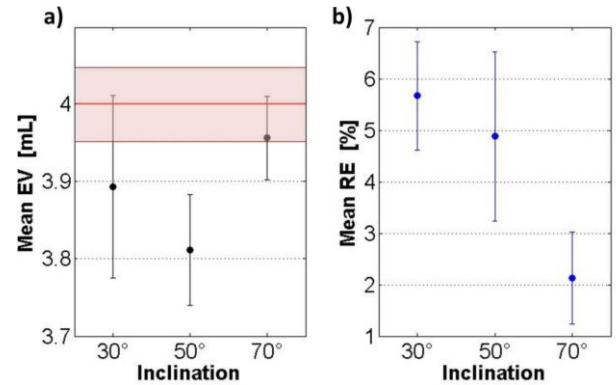 a)
Mean EV [mL]
4
3.9
3.8
3.7
30° 50° 70°
Inclination
b)
Mean RE [%]
7
6
5
4
3
2
1
30° 50° 70°
Inclination